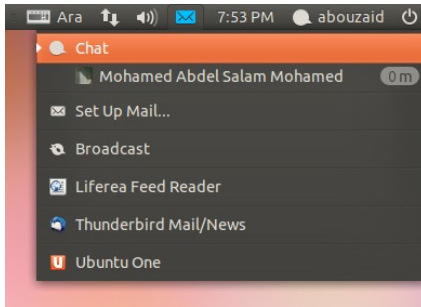 Ara 7:53 PM abouzaid
Chat
Mohamed Abdel Salam Mohamed 0 m
Set Up Mail...
Broadcast
Liferea Feed Reader
Thunderbird Mail/News
Ubuntu One